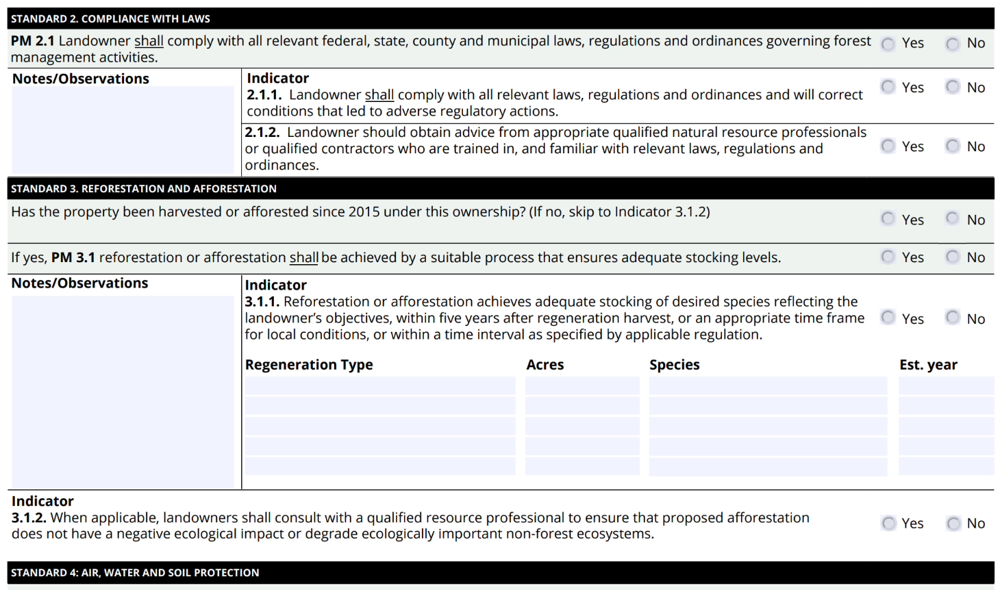 STANDARD 2. COMPLIANCE WITH LAWS
PM 2.1 Landowner shall comply with all relevant federal, state, county and municipal laws, regulations and ordinances governing forest
management activities.
Yes No
Notes/Observations
Indicator
2.1.1. Landowner shall comply with all relevant laws, regulations and ordinances and will correct
conditions that led to adverse regulatory actions.
Yes No
2.1.2. Landowner should obtain advice from appropriate qualified natural resource professionals
or qualified contractors who are trained in, and familiar with relevant laws, regulations and
ordinances.
Yes No
STANDARD 3. REFORESTATION AND AFFORESTATION
Has the property been harvested or afforested since 2015 under this ownership? (If no, skip to Indicator 3.1.2)
Yes No
If yes, PM 3.1 reforestation or afforestation shall be achieved by a suitable process that ensures adequate stocking levels.
Yes No
Notes/Observations
Indicator
3.1.1. Reforestation or afforestation achieves adequate stocking of desired species reflecting the
landowner's objectives, within five years after regeneration harvest, or an appropriate time frame
for local conditions, or within a time interval as specified by applicable regulation.
Yes No
Regeneration Type Acres Species Est. year
Indicator
3.1.2. When applicable, landowners shall consult with a qualified resource professional to ensure that proposed afforestation
does not have a negative ecological impact or degrade ecologically important non-forest ecosystems.
Yes No
STANDARD 4: AIR, WATER AND SOIL PROTECTION